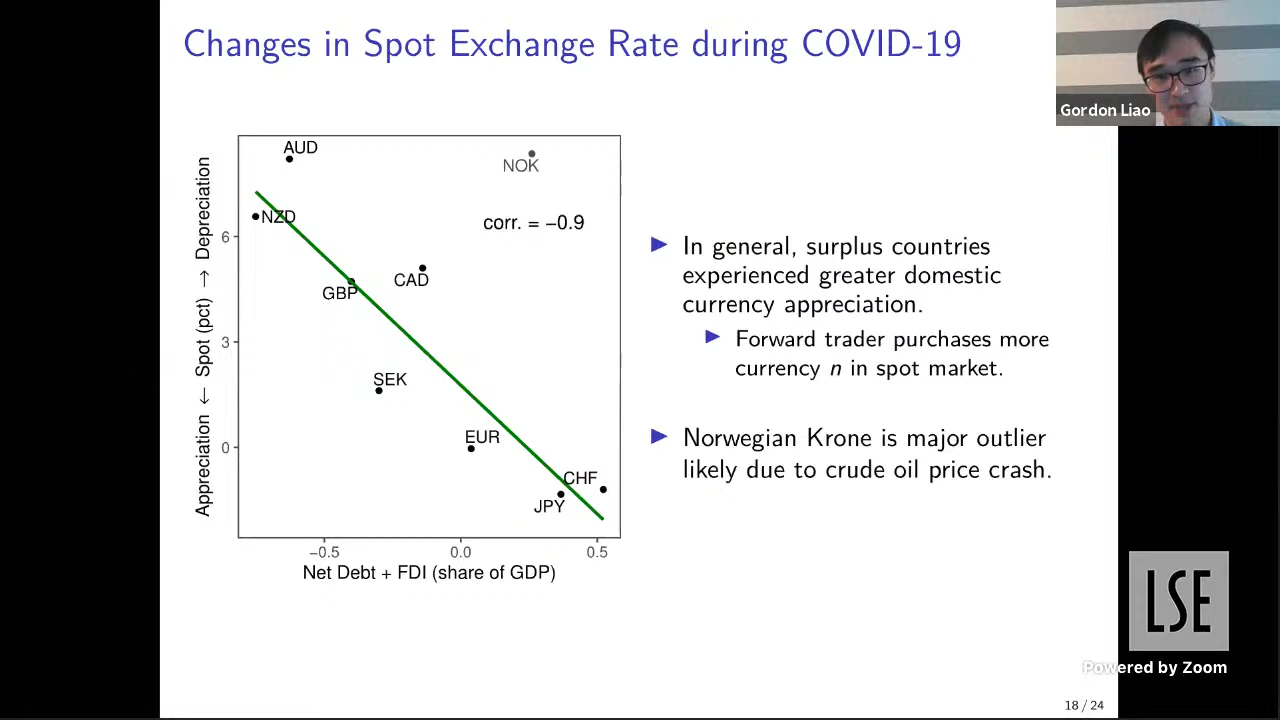 Changes in Spot Exchange Rate during COVID-19
Gordon Liao
Appreciation ← Spot (pct) → Depreciation
6
3
0
AUD
NOK
NZD
corr. = −0.9
CAD
GBP
SEK
EUR
CHF
JPY
−0.5
0.0
0.5
Net Debt + FDI (share of GDP)
▶ In general, surplus countries
experienced greater domestic
currency appreciation.
▶ Forward trader purchases more
currency n in spot market.
▶ Norwegian Krone is major outlier
likely due to crude oil price crash.
LSE
Powered by Zoom
18 / 24